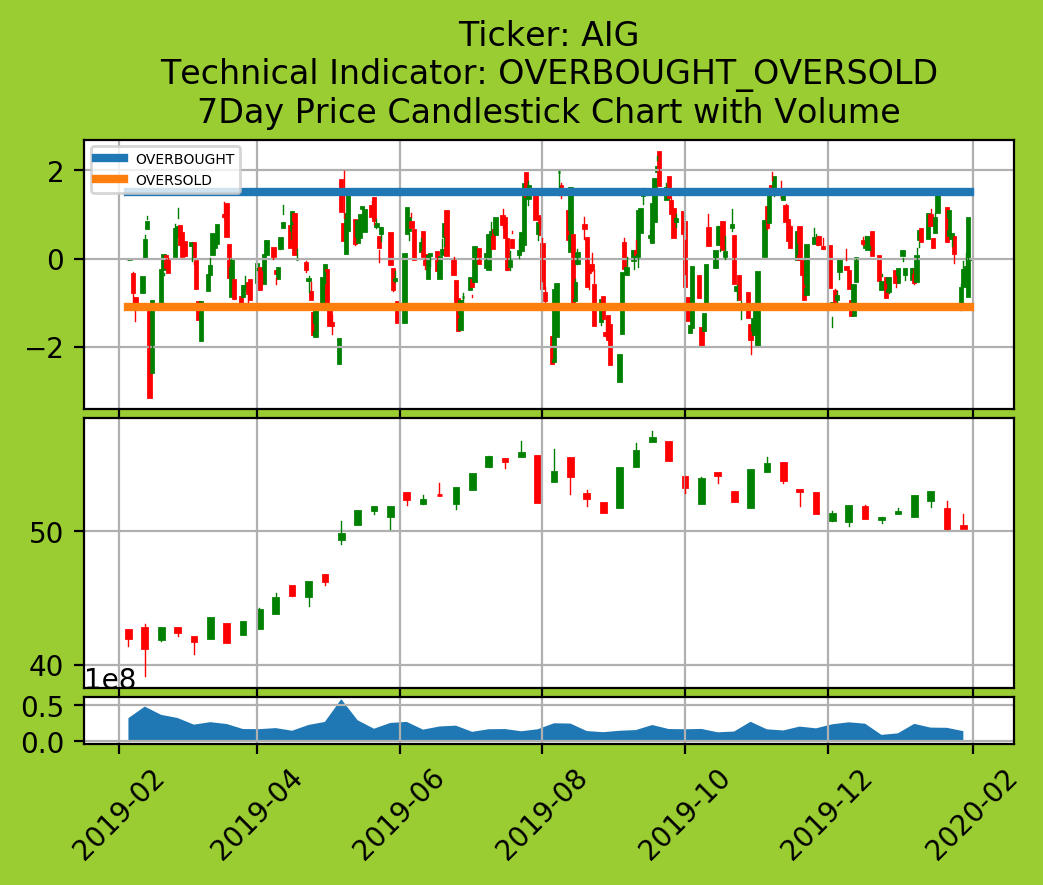 Ticker: AIG
Technical Indicator: OVERBOUGHT_OVERSOLD
7Day Price Candlestick Chart with Volume
OVERBOUGHT
OVERSOLD
2
0
−2
50
40
1e8
0.5
0.0
2019-02
2019-04
2019-06
2019-08
2019-10
2019-12
2020-02